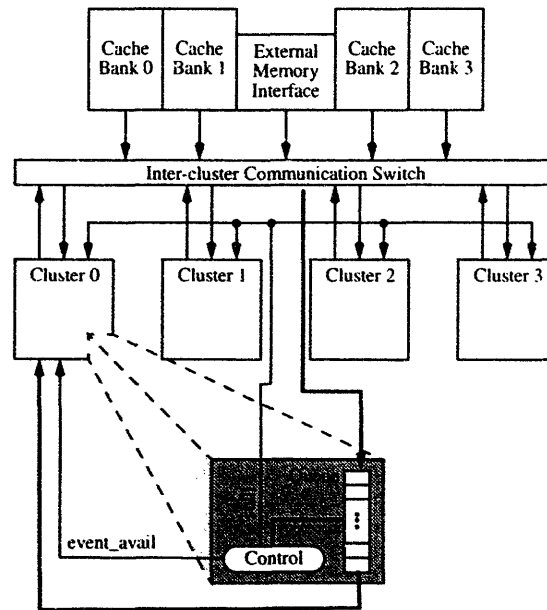 Cache
Bank 0
Cache
Bank 1
External
Memory
Interface
Cache
Bank 2
Cache
Bank 3
Inter-cluster Communication Switch
Cluster 0
Cluster 1
Cluster 2
Cluster 3
event_avail
Control